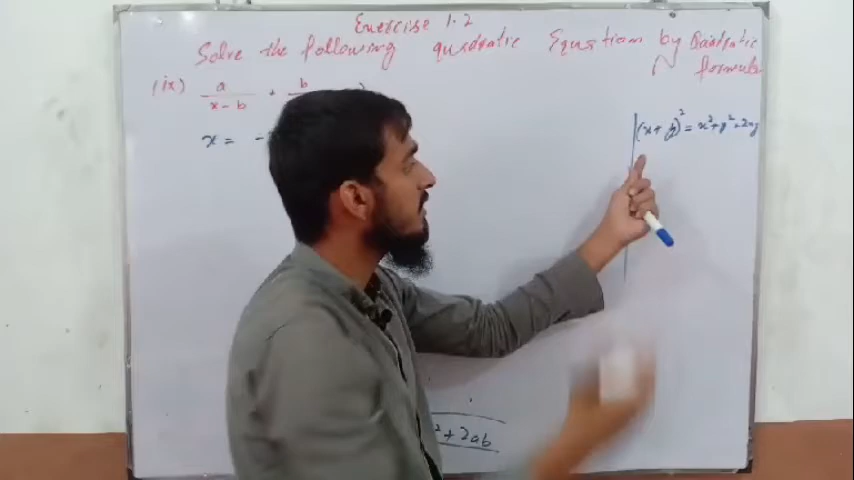 Exercise 1.2
Solve the following quadratic Equation by Quadratic
formula
(ix) a/(x-b) + b/
x = -
(x+y)² = x²+y²+2xy
² + 2ab